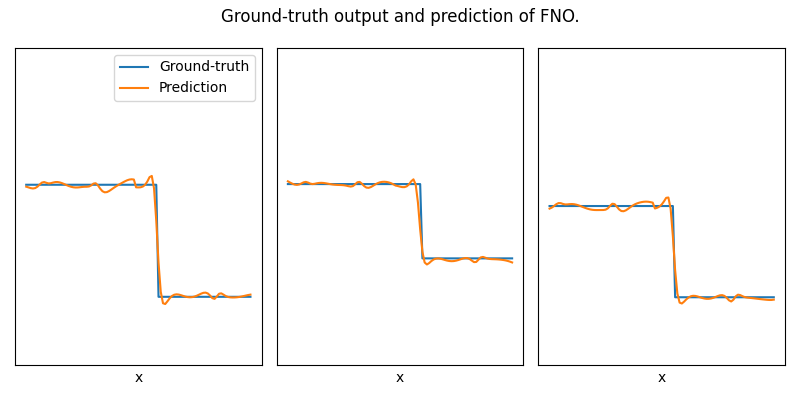 Ground-truth output and prediction of FNO.
Ground-truth
Prediction
x
x
x